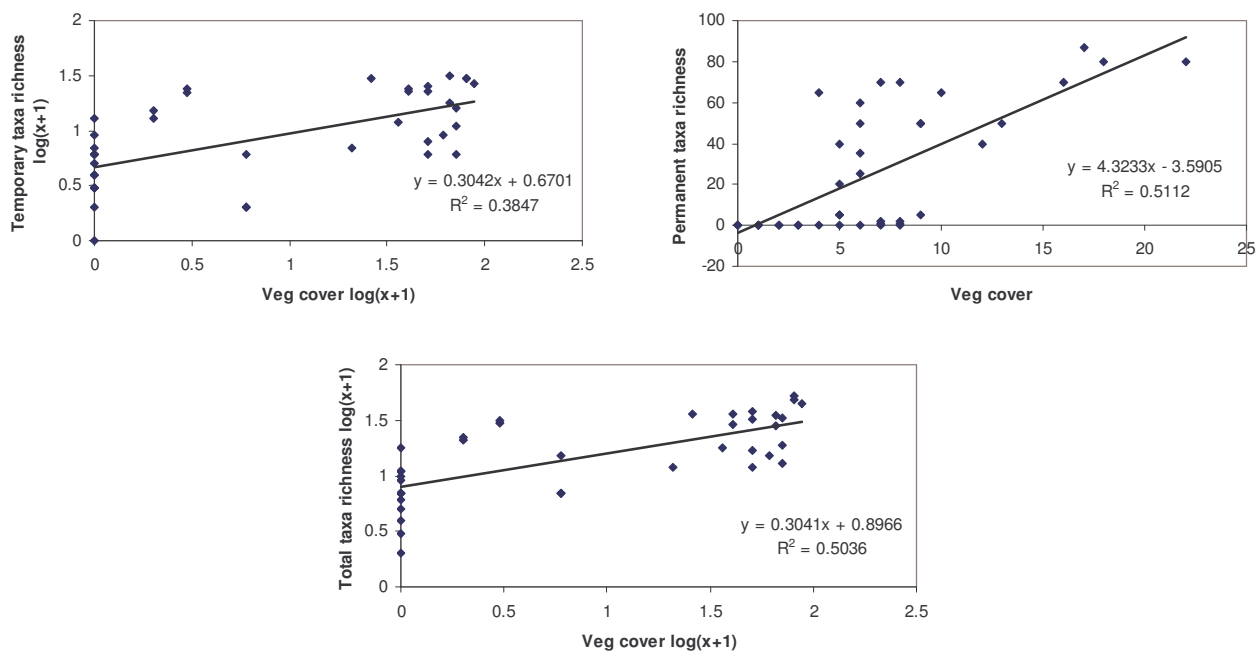 Temporary taxa richness
log(x+1)
2
1.5
1
0.5
0
y = 0.3042x + 0.6701
R² = 0.3847
0 0.5 1 1.5 2 2.5
Veg cover log(x+1)
Permanent taxa richness
100
80
60
40
20
0
-20
y = 4.3233x - 3.5905
R² = 0.5112
0 5 10 15 20 25
Veg cover
Total taxa richness log(x+1)
2
1.5
1
0.5
0
y = 0.3041x + 0.8966
R² = 0.5036
0 0.5 1 1.5 2 2.5
Veg cover log(x+1)